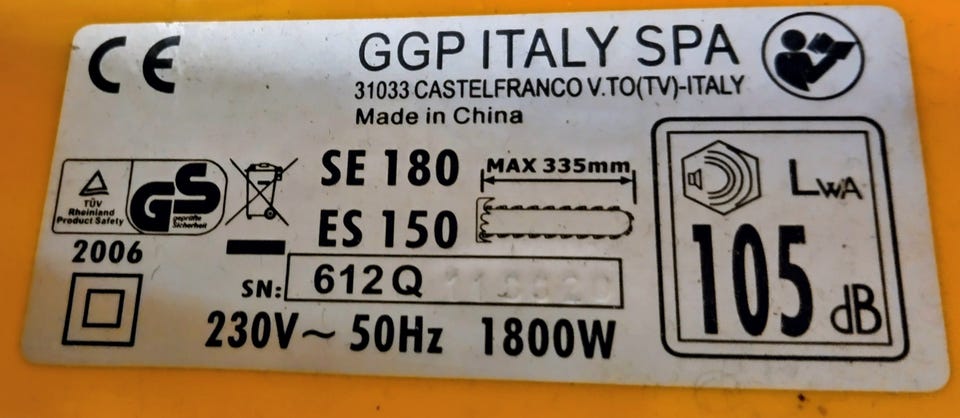 CE
GGP ITALY SPA
31033 CASTELFRANCO V.TO(TV)-ITALY
Made in China
TÜV
Rheinland
Product Safety
GS
geprüfte
Sicherheit
2006
SE 180
ES 150
MAX 335mm
SN: 612Q
230V~ 50Hz 1800W
LWA
105
dB